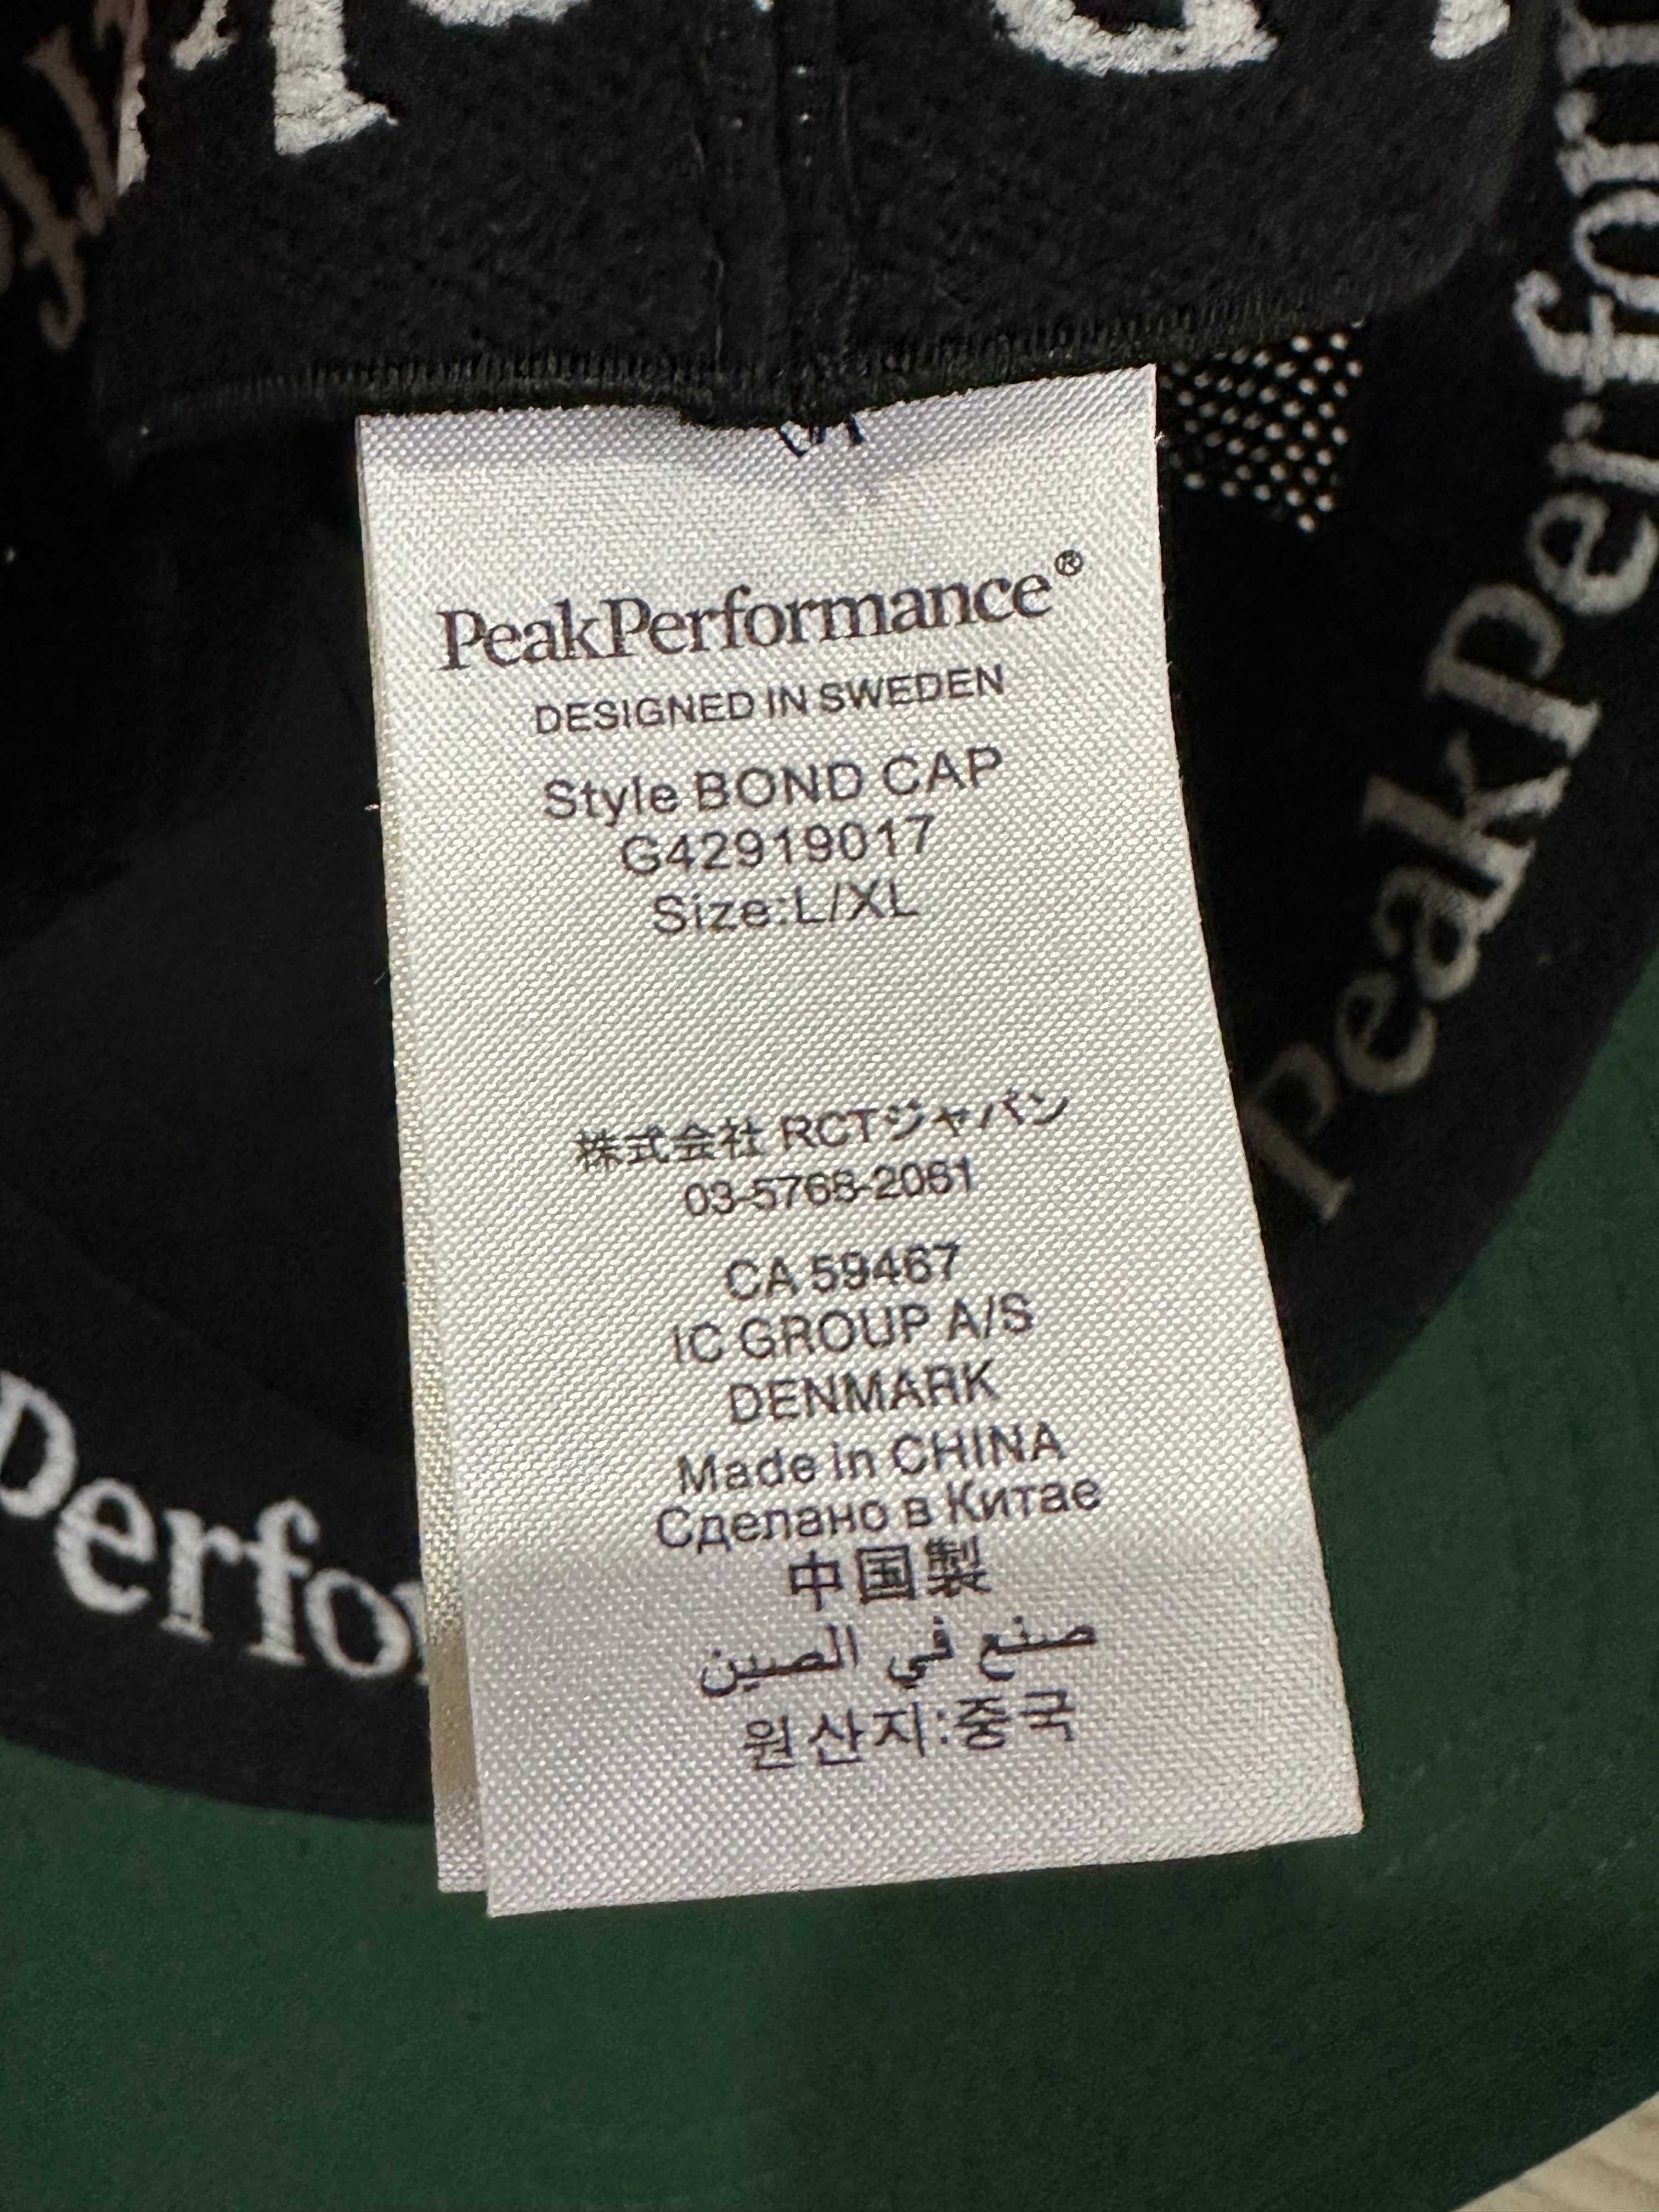 PeakPerformance®
DESIGNED IN SWEDEN
Style BOND CAP
G42919017
Size:L/XL
株式会社 RCTジャパン
03-5768-2061
CA 59467
IC GROUP A/S
DENMARK
Made in CHINA
Сделано в Китае
中国製
صنع في الصين
원산지:중국
PeakPerform
Perfor